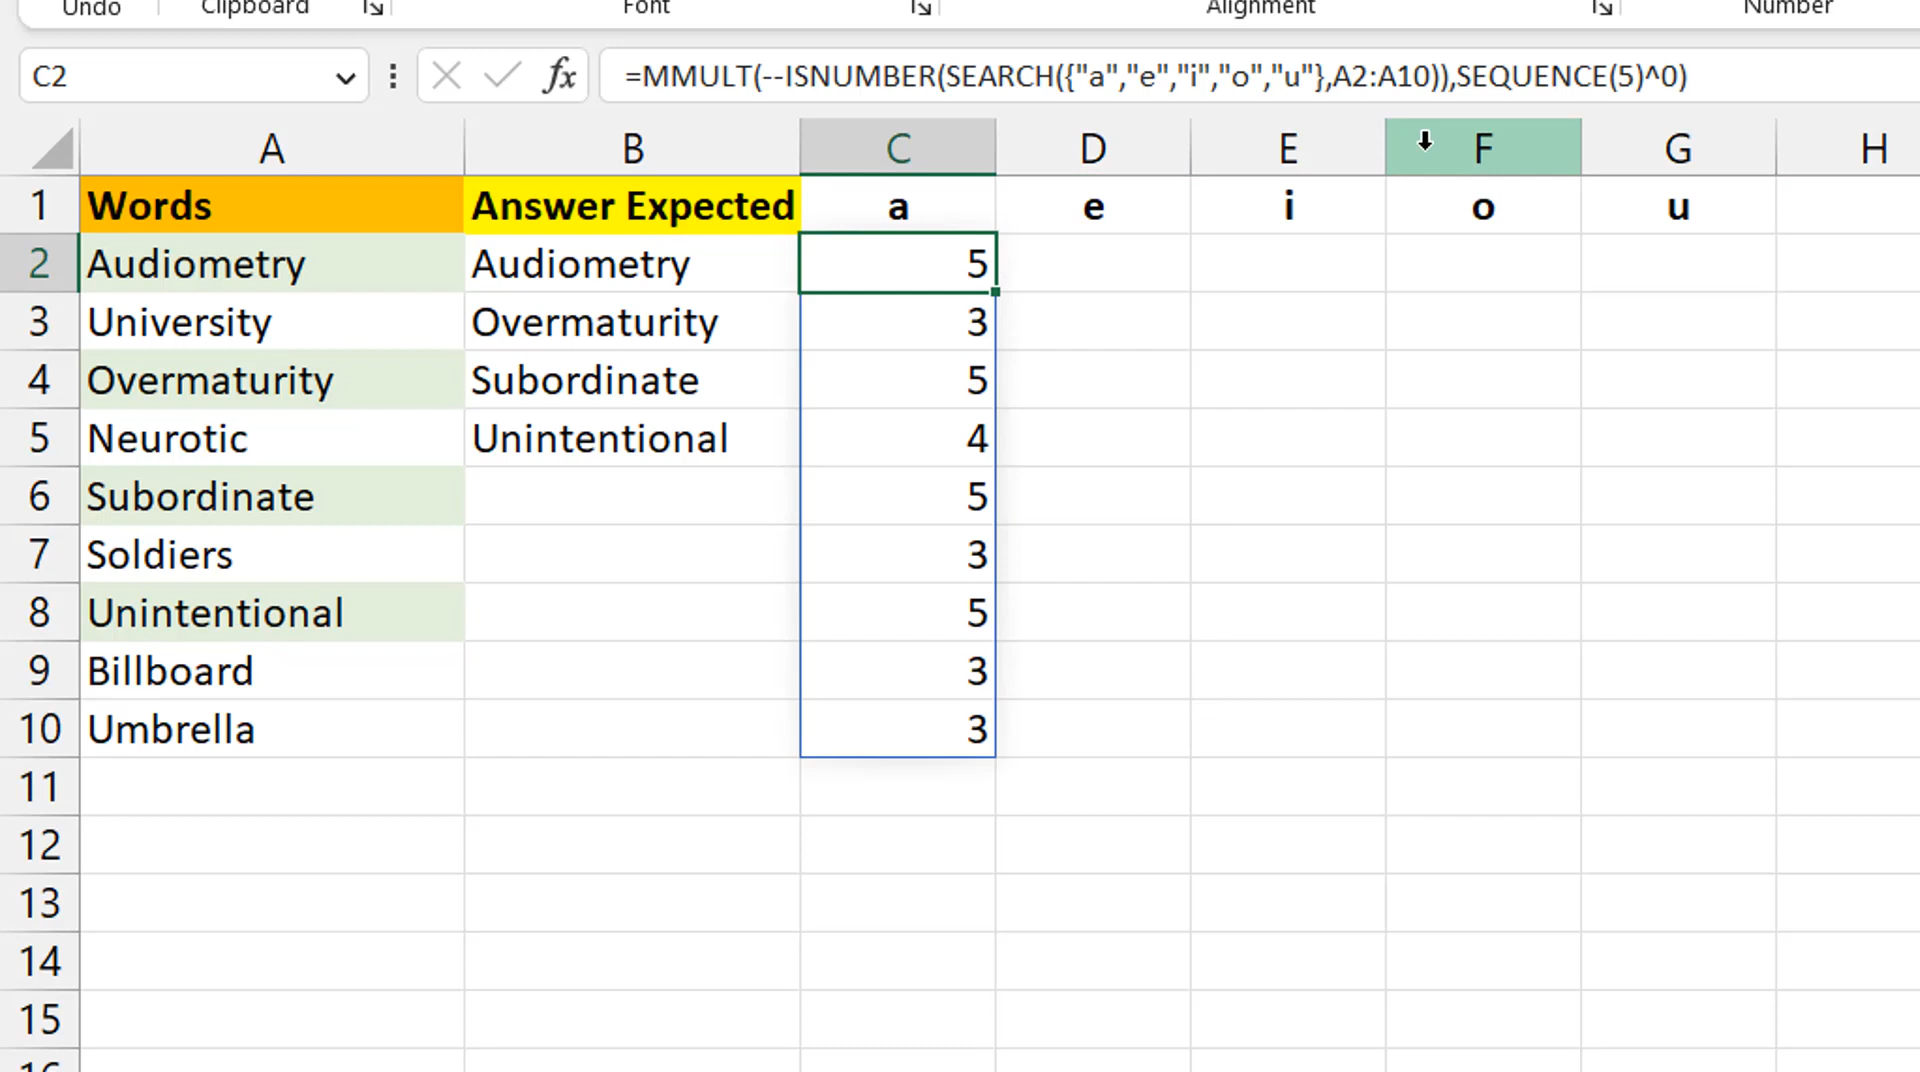 Undo Clipboard Font Alignment Number
C2 fx =MMULT(--ISNUMBER(SEARCH({"a","e","i","o","u"},A2:A10)),SEQUENCE(5)^0)
A B C D E F G H
1 Words Answer Expected a e i o u
2 Audiometry Audiometry 5
3 University Overmaturity 3
4 Overmaturity Subordinate 5
5 Neurotic Unintentional 4
6 Subordinate 5
7 Soldiers 3
8 Unintentional 5
9 Billboard 3
10 Umbrella 3
11
12
13
14
15
16